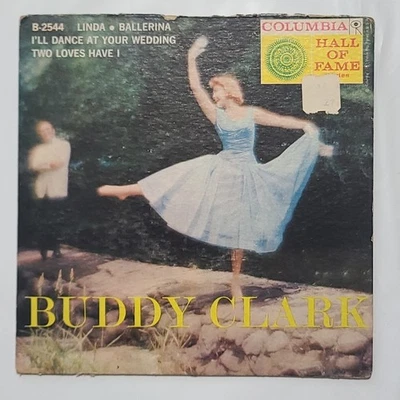 B-2544 LINDA • BALLERINA
I'LL DANCE AT YOUR WEDDING
TWO LOVES HAVE I
COLUMBIA
HALL
OF
FAME
BUDDY CLARK